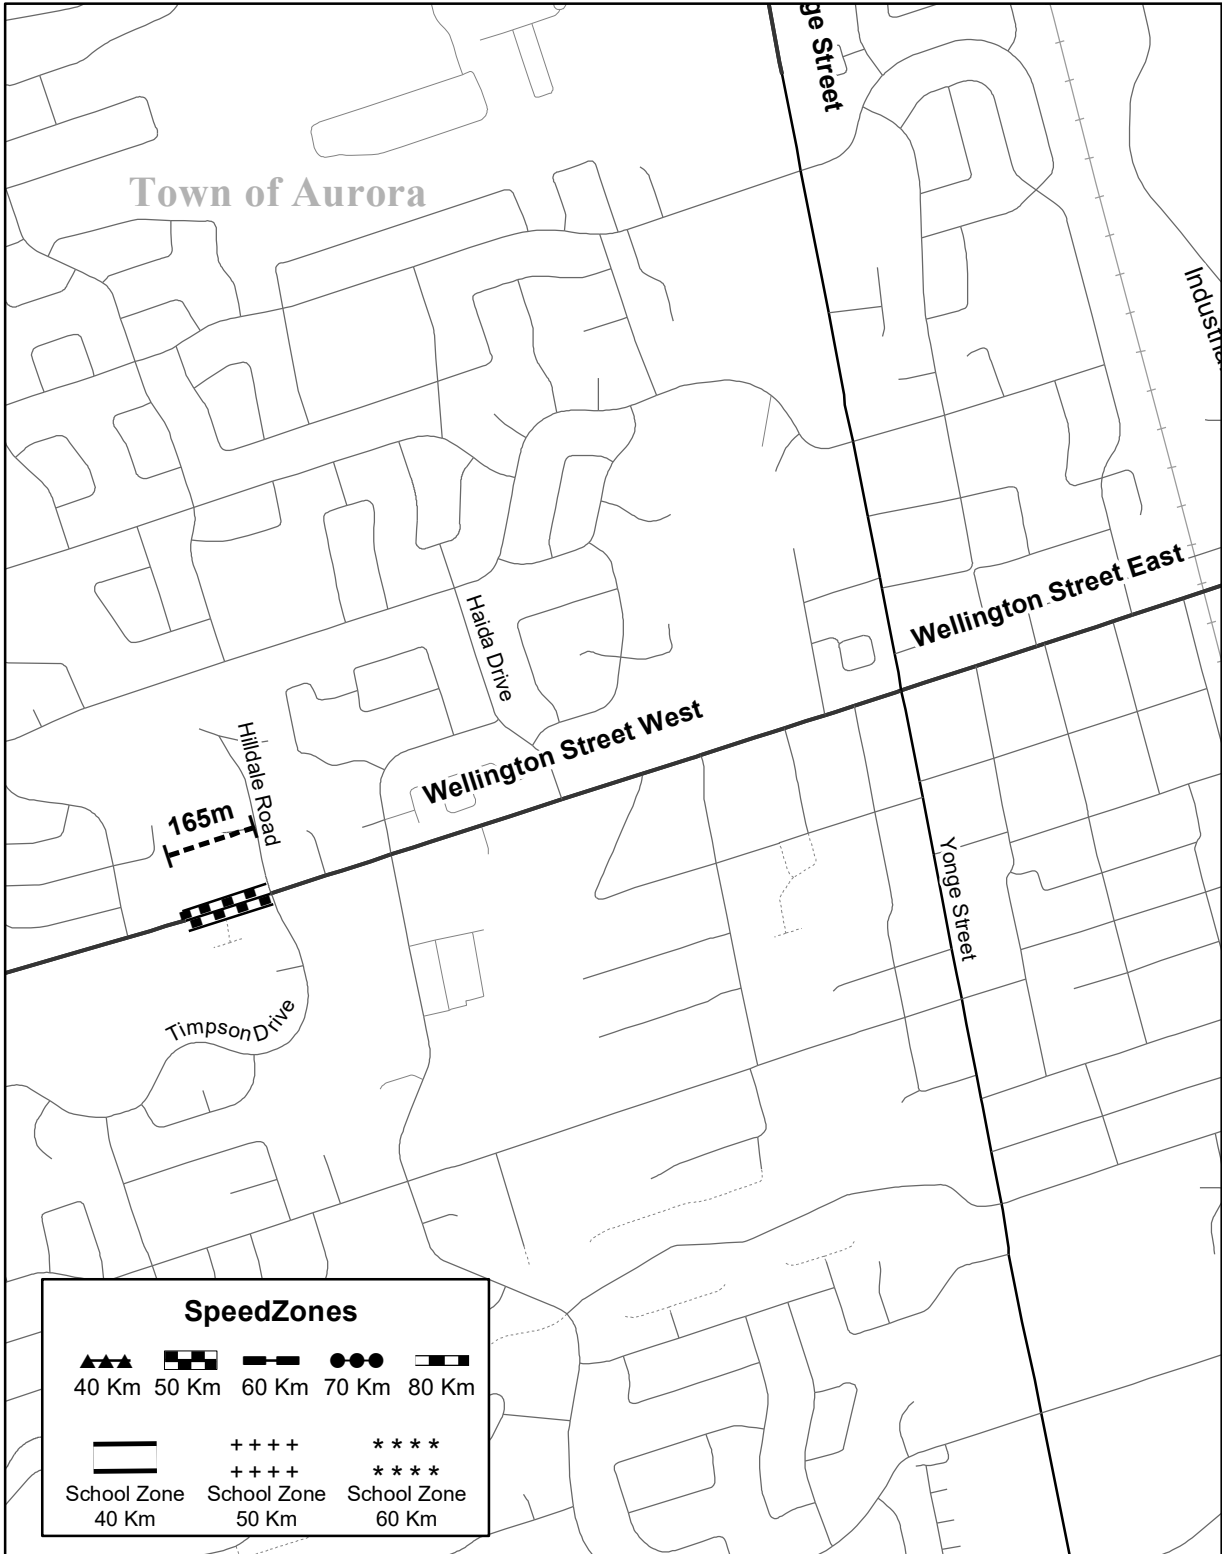 ge Street
Town of Aurora
Industria
Wellington Street East
Haida Drive
Wellington Street West
Hilldale Road
165m
Yonge Street
Timpson Drive
SpeedZones
40 Km 50 Km 60 Km 70 Km 80 Km
+ + + + * * * *
+ + + + * * * *
School Zone School Zone School Zone
40 Km 50 Km 60 Km